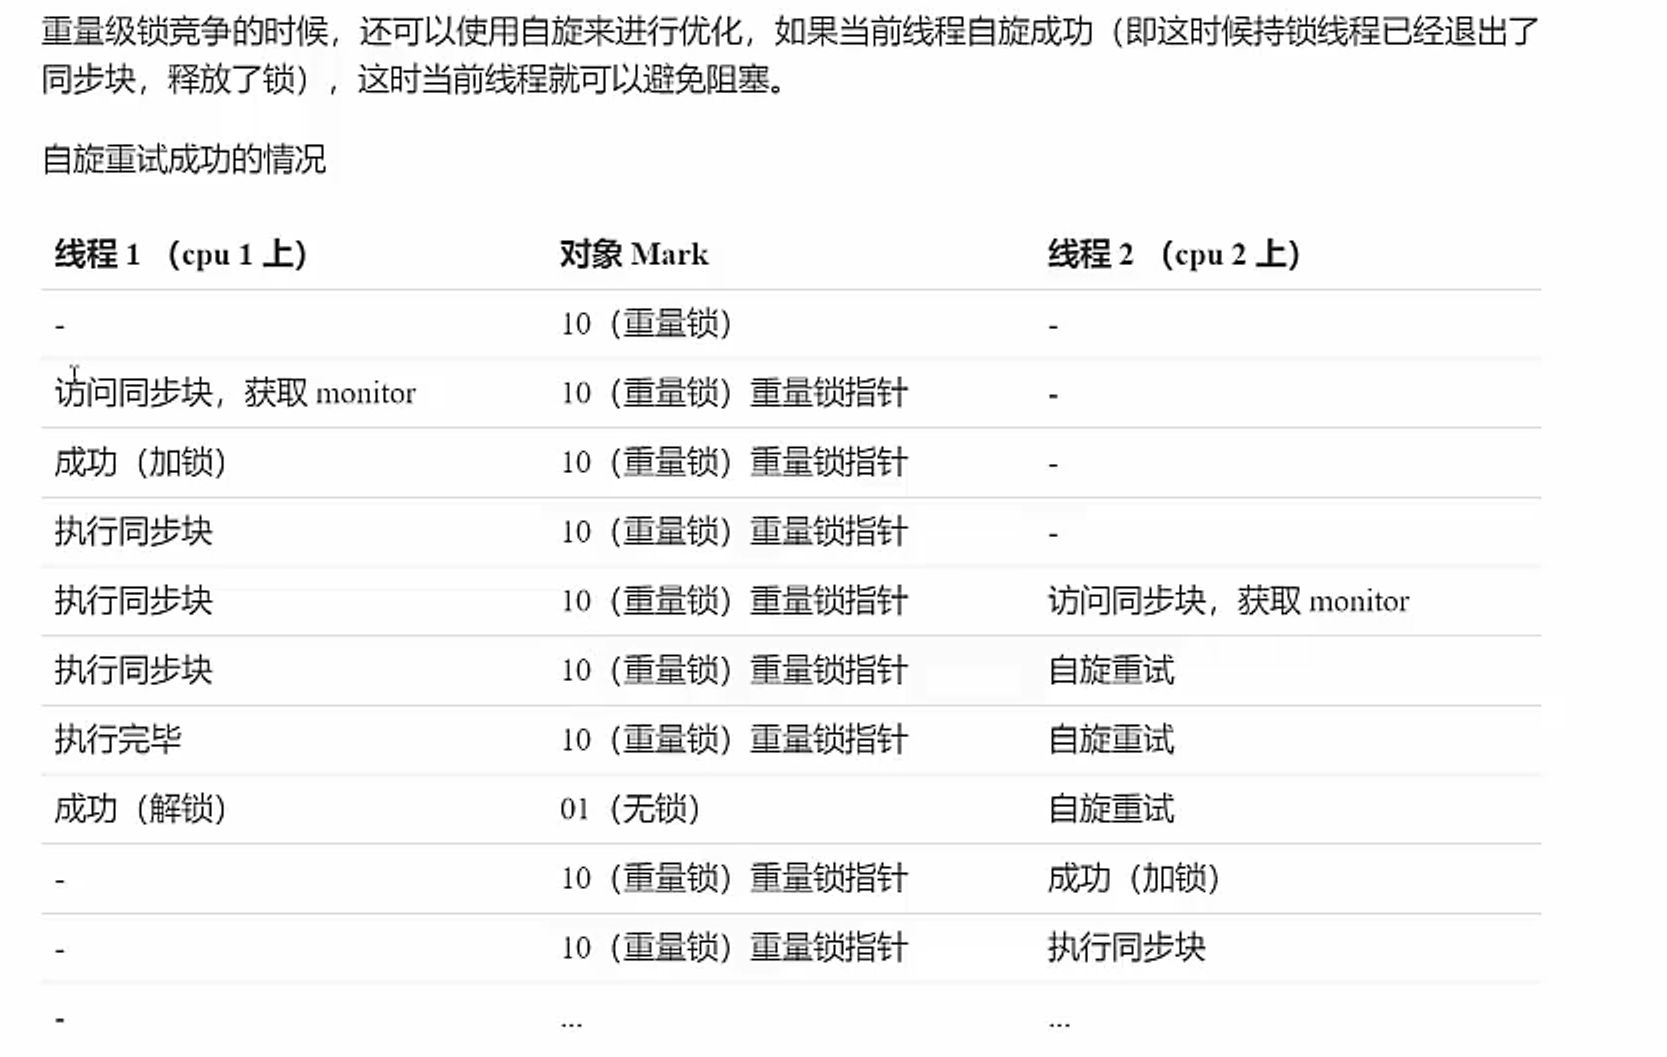 重量级锁竞争的时候，还可以使用自旋来进行优化，如果当前线程自旋成功（即这时候持锁线程已经退出了
同步块，释放了锁），这时当前线程就可以避免阻塞。
自旋重试成功的情况
线程 1 （cpu 1 上） 对象 Mark 线程 2 （cpu 2 上）
- 10（重量锁） -
访问同步块，获取 monitor 10（重量锁）重量锁指针 -
成功（加锁） 10（重量锁）重量锁指针 -
执行同步块 10（重量锁）重量锁指针 -
执行同步块 10（重量锁）重量锁指针 访问同步块，获取 monitor
执行同步块 10（重量锁）重量锁指针 自旋重试
执行完毕 10（重量锁）重量锁指针 自旋重试
成功（解锁） 01（无锁） 自旋重试
- 10（重量锁）重量锁指针 成功（加锁）
- 10（重量锁）重量锁指针 执行同步块
- ... ...